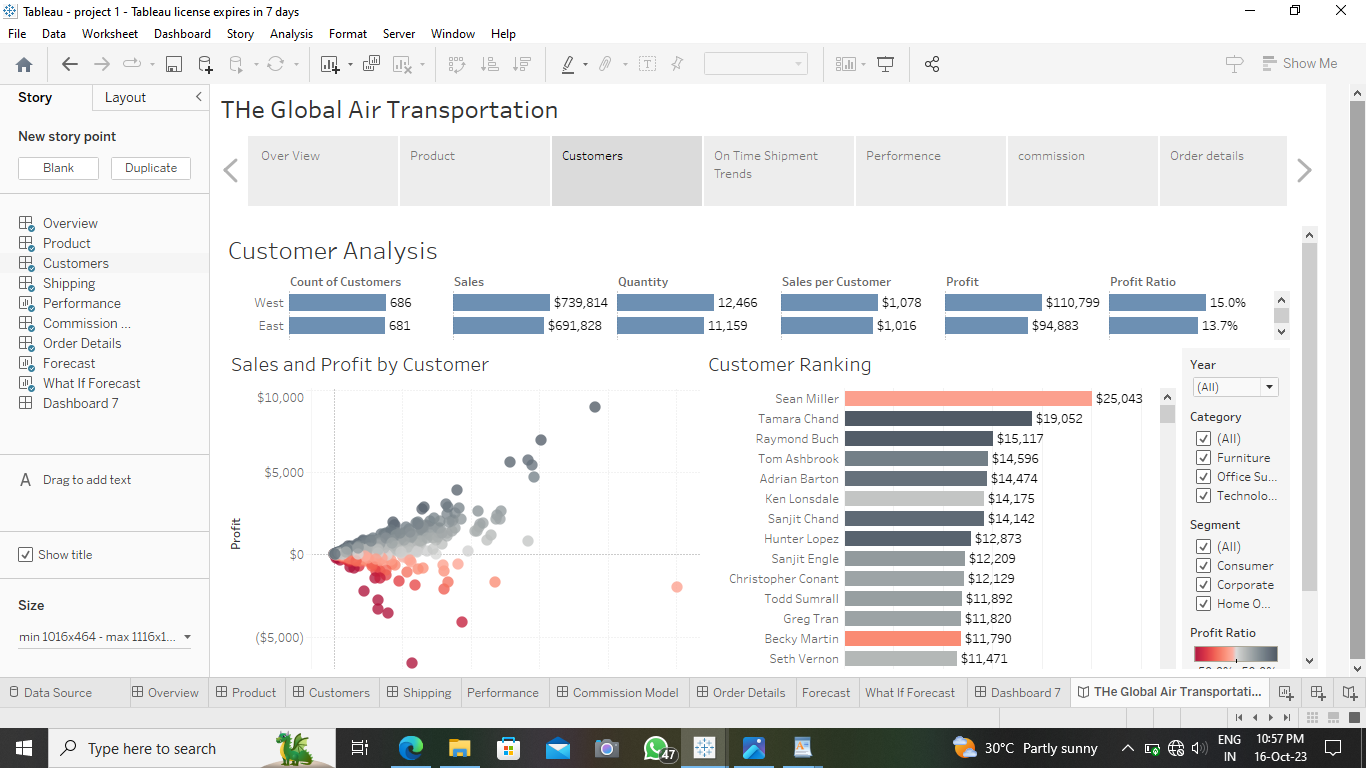 Tableau - project 1 - Tableau license expires in 7 days
File Data Worksheet Dashboard Story Analysis Format Server Window Help
Show Me
Story Layout
New story point
Blank Duplicate
Overview
Product
Customers
Shipping
Performance
Commission ...
Order Details
Forecast
What If Forecast
Dashboard 7
A Drag to add text
Show title
Size
min 1016x464 - max 1116x1...
THe Global Air Transportation
Over View
Product
Customers
On Time Shipment
Trends
Performence
commission
Order details
Customer Analysis
Count of Customers Sales Quantity Sales per Customer Profit Profit Ratio
West 686 $739,814 12,466 $1,078 $110,799 15.0%
East 681 $691,828 11,159 $1,016 $94,883 13.7%
Sales and Profit by Customer
$10,000
$5,000
$0
($5,000)
Profit
Customer Ranking
Sean Miller $25,043
Tamara Chand $19,052
Raymond Buch $15,117
Tom Ashbrook $14,596
Adrian Barton $14,474
Ken Lonsdale $14,175
Sanjit Chand $14,142
Hunter Lopez $12,873
Sanjit Engle $12,209
Christopher Conant $12,129
Todd Sumrall $11,892
Greg Tran $11,820
Becky Martin $11,790
Seth Vernon $11,471
Year
(All)
Category
(All)
Furniture
Office Su...
Technolo...
Segment
(All)
Consumer
Corporate
Home O...
Profit Ratio
Data Source Overview Product Customers Shipping Performance Commission Model Order Details Forecast What If Forecast Dashboard 7 THe Global Air Transportati...
Type here to search
47
30°C Partly sunny
ENG
IN
10:57 PM
16-Oct-23